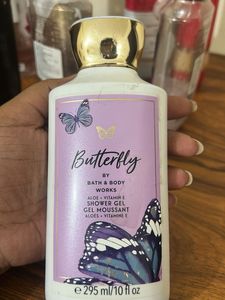 Butterfly
BY
BATH & BODY
WORKS
ALOE + VITAMIN E
SHOWER GEL
GEL MOUSSANT
ALOÈS + VITAMINE E
℮ 295 ml/10 fl oz